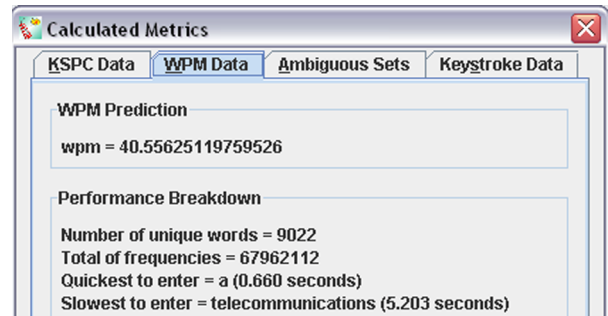 Calculated Metrics
KSPC Data WPM Data Ambiguous Sets Keystroke Data
WPM Prediction
wpm = 40.55625119759526
Performance Breakdown
Number of unique words = 9022
Total of frequencies = 67962112
Quickest to enter = a (0.660 seconds)
Slowest to enter = telecommunications (5.203 seconds)